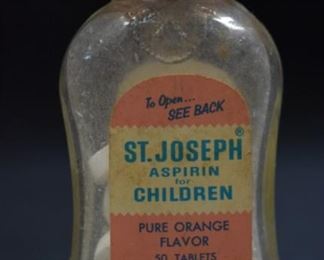 To Open...
SEE BACK
ST. JOSEPH®
ASPIRIN
for
CHILDREN
PURE ORANGE
FLAVOR
50 TABLETS